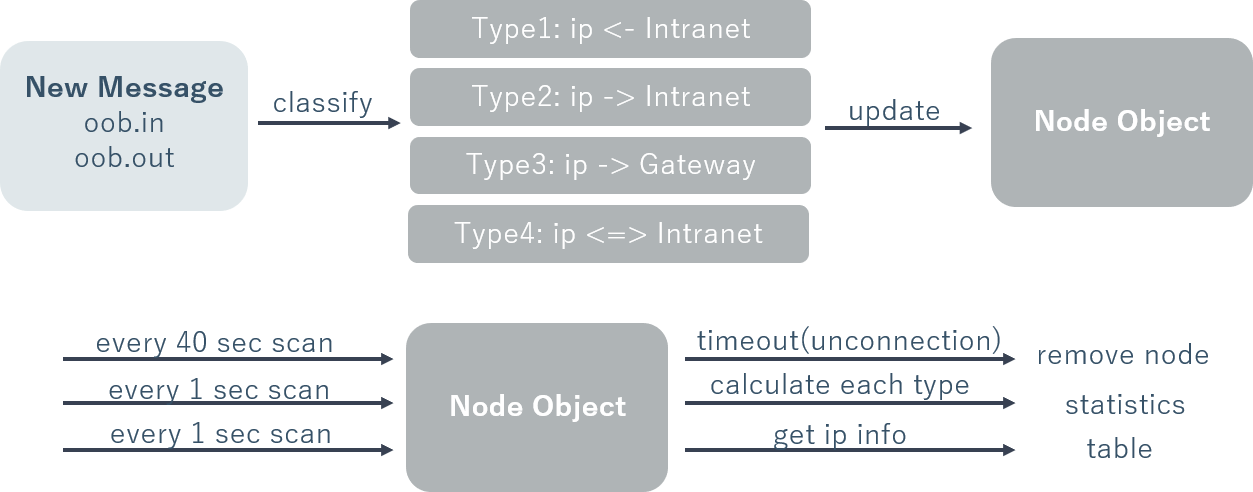 New Message
oob.in
oob.out
classify
Type1: ip <- Intranet
Type2: ip -> Intranet
Type3: ip -> Gateway
Type4: ip <=> Intranet
update
Node Object
every 40 sec scan
every 1 sec scan
every 1 sec scan
Node Object
timeout(unconnection)
calculate each type
get ip info
remove node
statistics
table